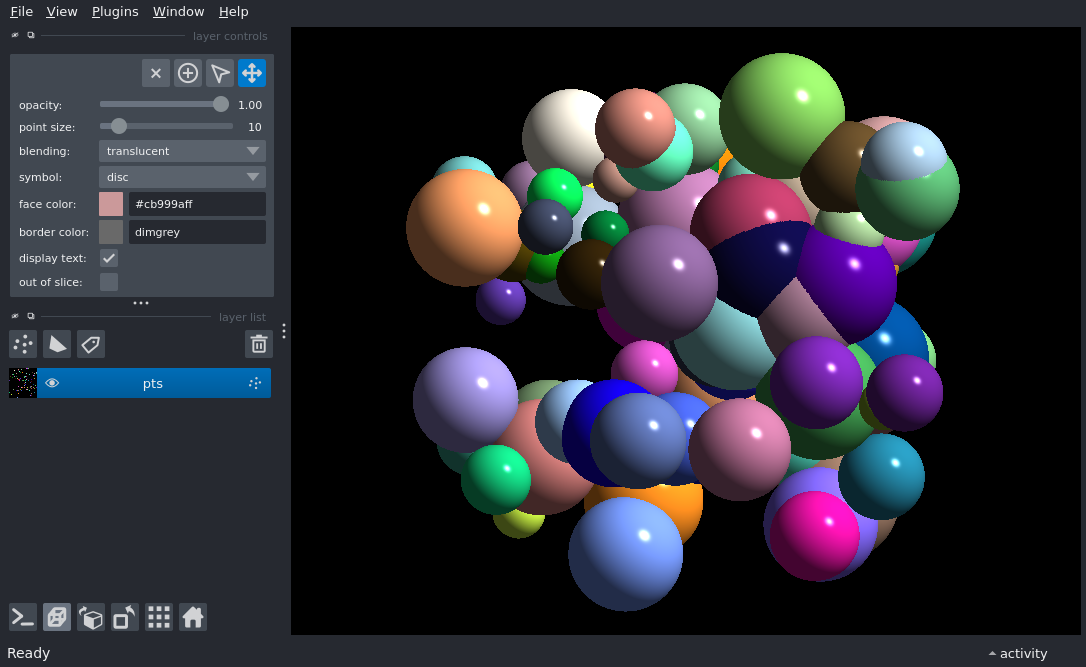 File View Plugins Window Help
layer controls
opacity: 1.00
point size: 10
blending: translucent
symbol: disc
face color: #cb999aff
border color: dimgrey
display text:
out of slice:
layer list
pts
Ready
activity